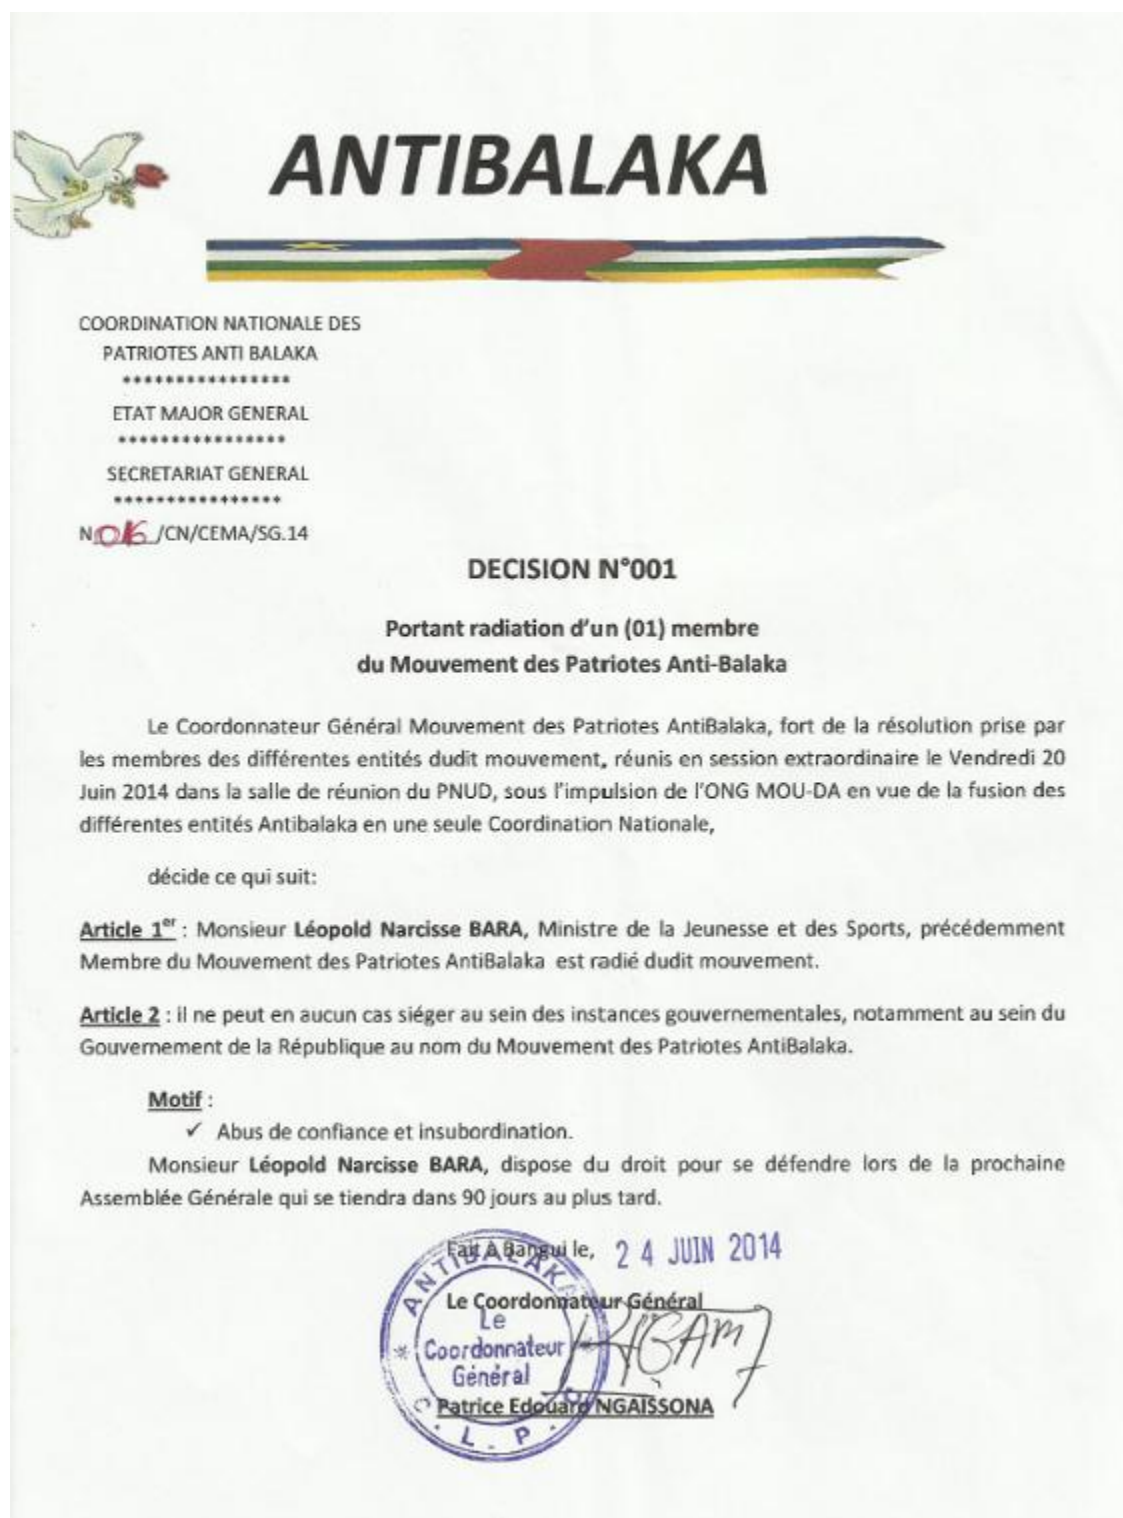 ANTIBALAKA
COORDINATION NATIONALE DES
PATRIOTES ANTI BALAKA
****************
ETAT MAJOR GENERAL
****************
SECRETARIAT GENERAL
****************
N 016 /CN/CEMA/SG.14
DECISION N°001
Portant radiation d'un (01) membre
du Mouvement des Patriotes Anti-Balaka
Le Coordonnateur Général Mouvement des Patriotes AntiBalaka, fort de la résolution prise par
les membres des différentes entités dudit mouvement, réunis en session extraordinaire le Vendredi 20
Juin 2014 dans la salle de réunion du PNUD, sous l'impulsion de l'ONG MOU-DA en vue de la fusion des
différentes entités Antibalaka en une seule Coordination Nationale,
décide ce qui suit:
Article 1er : Monsieur Léopold Narcisse BARA, Ministre de la Jeunesse et des Sports, précédemment
Membre du Mouvement des Patriotes AntiBalaka est radié dudit mouvement.
Article 2 : il ne peut en aucun cas siéger au sein des instances gouvernementales, notamment au sein du
Gouvernement de la République au nom du Mouvement des Patriotes AntiBalaka.
Motif :
✓ Abus de confiance et insubordination.
Monsieur Léopold Narcisse BARA, dispose du droit pour se défendre lors de la prochaine
Assemblée Générale qui se tiendra dans 90 jours au plus tard.
Fait à Bangui le, 24 JUIN 2014
Le Coordonnateur Général
ANTIBALAKA
Le
Coordonnateur
Général
Patrice Edouard NGAÏSSONA